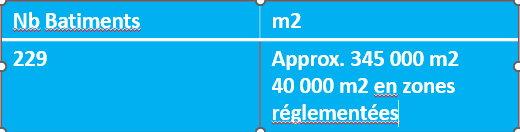 Nb Batiments m2
229 Approx. 345 000 m2
40 000 m2 en zones
réglementées